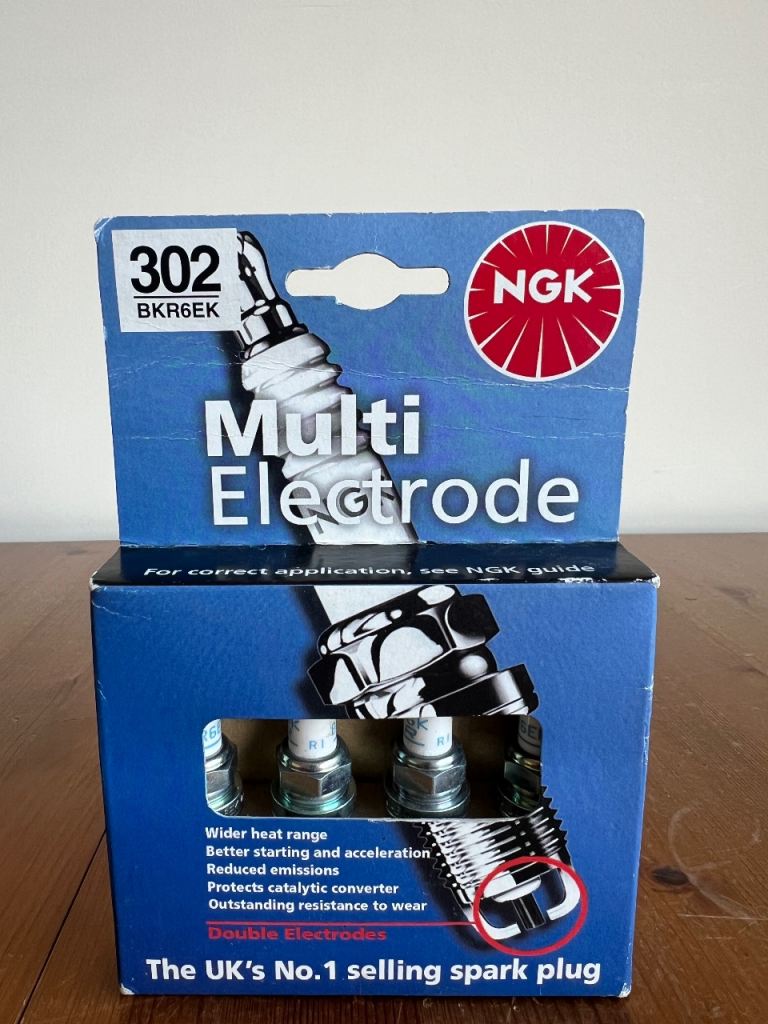 302
BKR6EK
NGK
Multi
Electrode
NGK
For correct application, see NGK guide
Wider heat range
Better starting and acceleration
Reduced emissions
Protects catalytic converter
Outstanding resistance to wear
Double Electrodes
The UK's No.1 selling spark plug